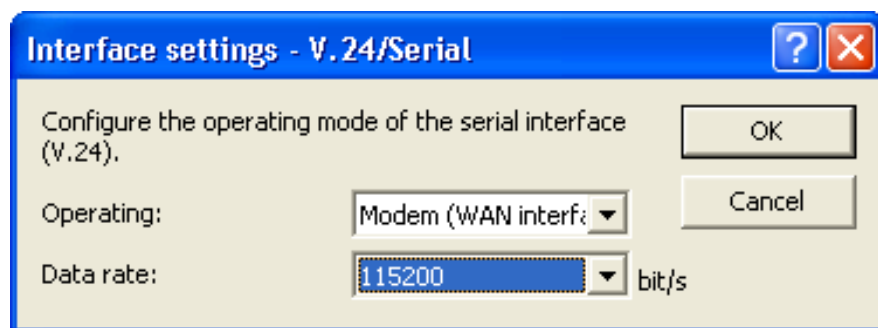 Interface settings - V.24/Serial
?
Configure the operating mode of the serial interface
(V.24).
OK
Operating:
Modem (WAN interfa
Cancel
Data rate:
115200
bit/s